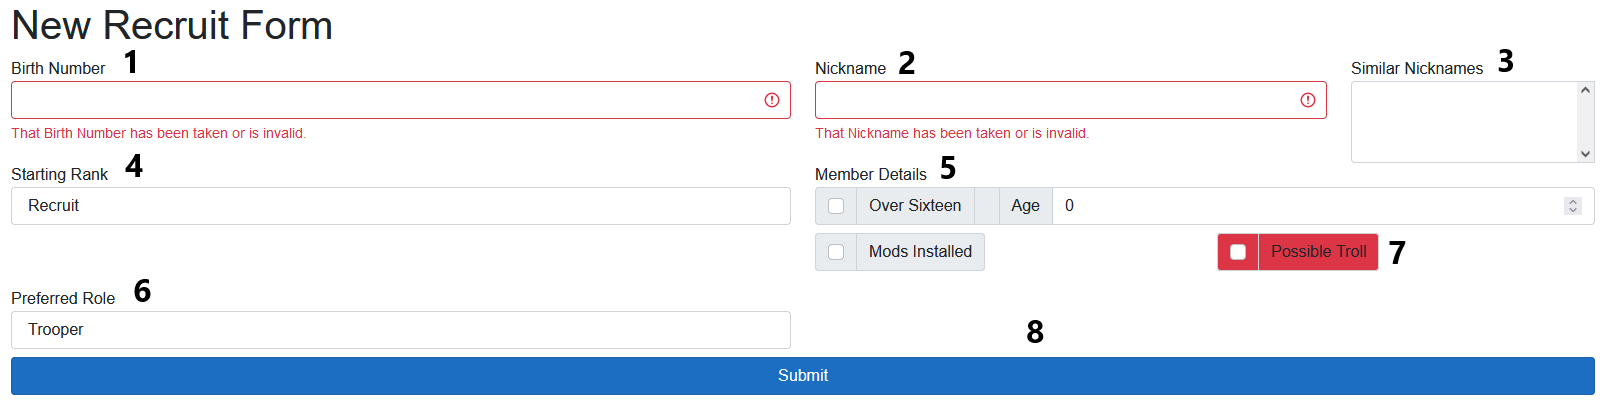 New Recruit Form
Birth Number 1
Nickname 2
Similar Nicknames 3
That Birth Number has been taken or is invalid.
That Nickname has been taken or is invalid.
Starting Rank 4
Member Details 5
Recruit
Over Sixteen Age 0
Mods Installed
Possible Troll 7
Preferred Role 6
Trooper
8
Submit